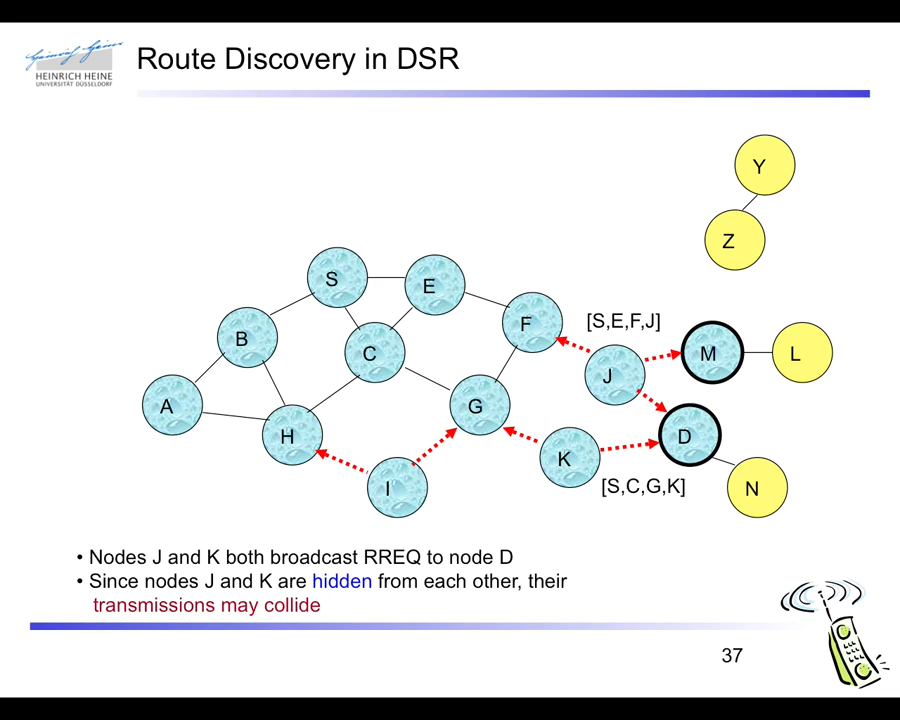 HEINRICH HEINE
UNIVERSITÄT DÜSSELDORF
Route Discovery in DSR
Y
Z
S
E
B
F
[S,E,F,J]
C
M
L
J
A
G
H
D
K
I
[S,C,G,K]
N
• Nodes J and K both broadcast RREQ to node D
• Since nodes J and K are hidden from each other, their
transmissions may collide
37